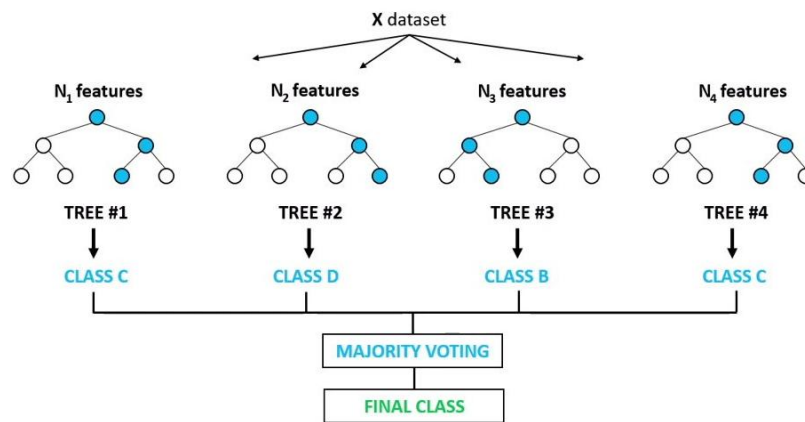 X dataset
N₁ features
N₂ features
N₃ features
N₄ features
TREE #1
TREE #2
TREE #3
TREE #4
CLASS C
CLASS D
CLASS B
CLASS C
MAJORITY VOTING
FINAL CLASS